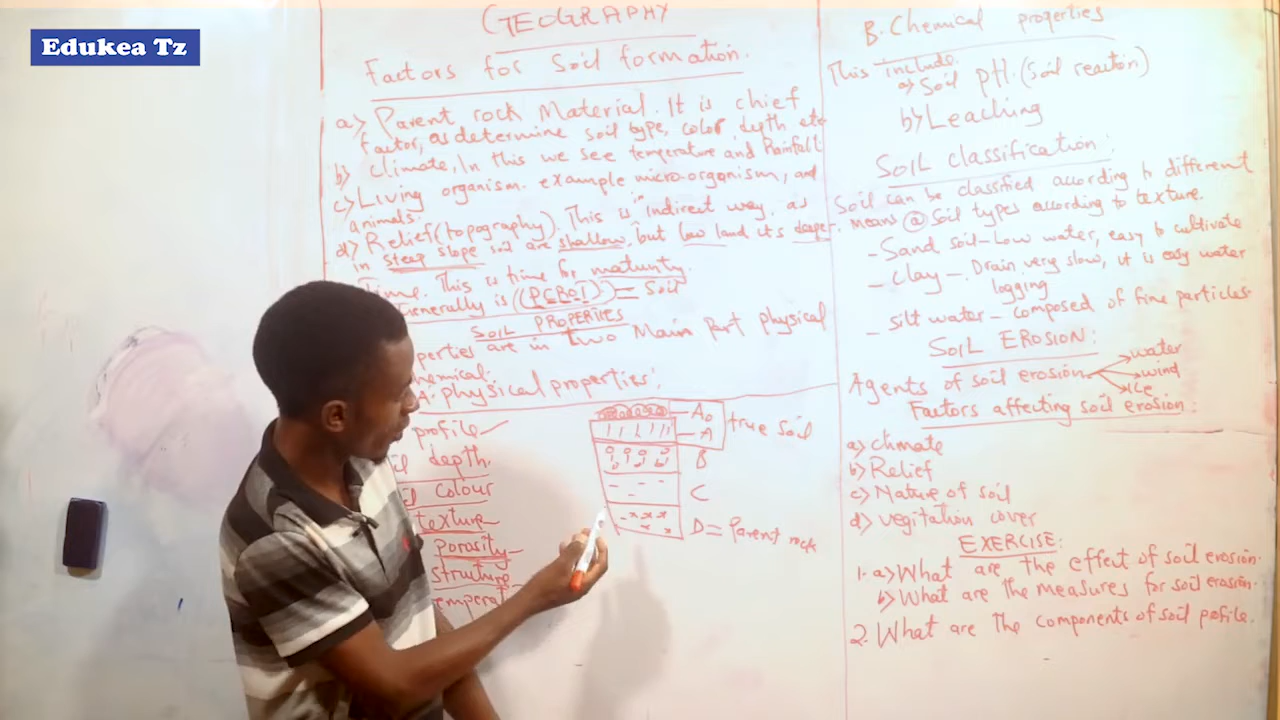 Edukea Tz
GEOGRAPHY
Factors for soil formation.
a) Parent rock Material. It is chief
factor, as determine soil type, color, depth etc
b) Climate, In this we see temperature and Rainfall
c) Living organism. example micro-organism, and
animals.
d) Relief (topography). This is "indirect way, as
in steep slope soil are shallow, but low land it's deeper.
Time. This is time for maturity.
Generally is (PCROT) = Soil
SOIL PROPERTIES
perties are in two Main part physical
hemical.
A: physical properties:
profile
il depth
colour
texture
porosity
struture
emperat
A0
A
true soil
B
C
D = Parent rock
B. Chemical properties
This include.
a) Soil pH. (soil reaction)
b) Leaching
SOIL Classification:
Soil can be classified according to different
means @ Soil types according to texture.
- Sand soil - Low water, easy to cultivate
- Clay - Drain very slow, it is easy water
logging
- Silt water - composed of fine particles.
SOIL EROSION:
Agents of soil erosion
water
wind
Ice
Factors affecting soil erosion:
a) climate
b) Relief
c) Nature of soil
d) vegitation cover
EXERCISE:
1. a) What are the effect of soil erosion.
b) What are the measures for soil erosion.
2. What are the components of soil profile.